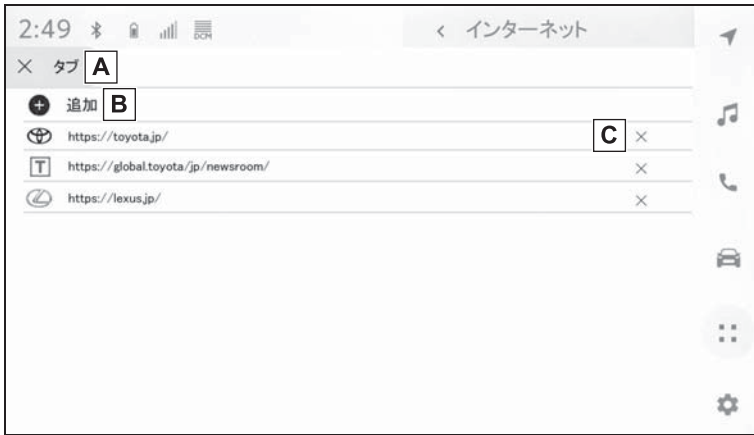 2:49 DCM < インターネット
× タブ A
追加 B
https://toyota.jp/ C ×
T https://global.toyota/jp/newsroom/ ×
https://lexus.jp/ ×